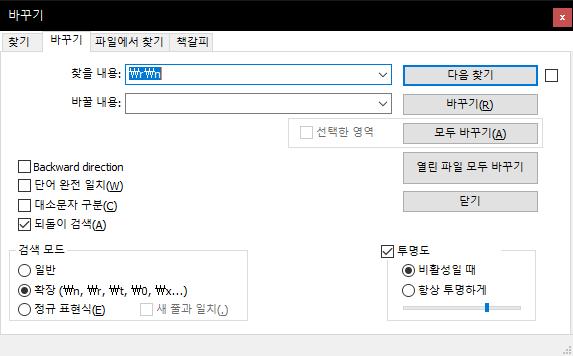 바꾸기
x
찾기 바꾸기 파일에서 찾기 책갈피
찾을 내용: ₩r₩n 다음 찾기
바꿀 내용: 바꾸기(R)
선택한 영역 모두 바꾸기(A)
열린 파일 모두 바꾸기
닫기
Backward direction
단어 완전 일치(W)
대소문자 구분(C)
되돌이 검색(A)
검색 모드
일반
확장 (₩n, ₩r, ₩t, ₩0, ₩x...)
정규 표현식(E) 새 줄과 일치(.)
투명도
비활성일 때
항상 투명하게